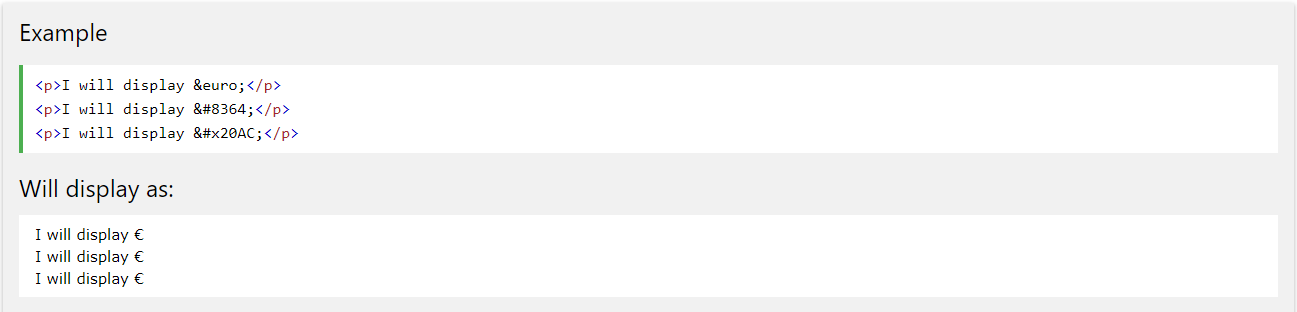 Example
<p>I will display &euro;</p>
<p>I will display &#8364;</p>
<p>I will display &#x20AC;</p>
Will display as:
I will display €
I will display €
I will display €